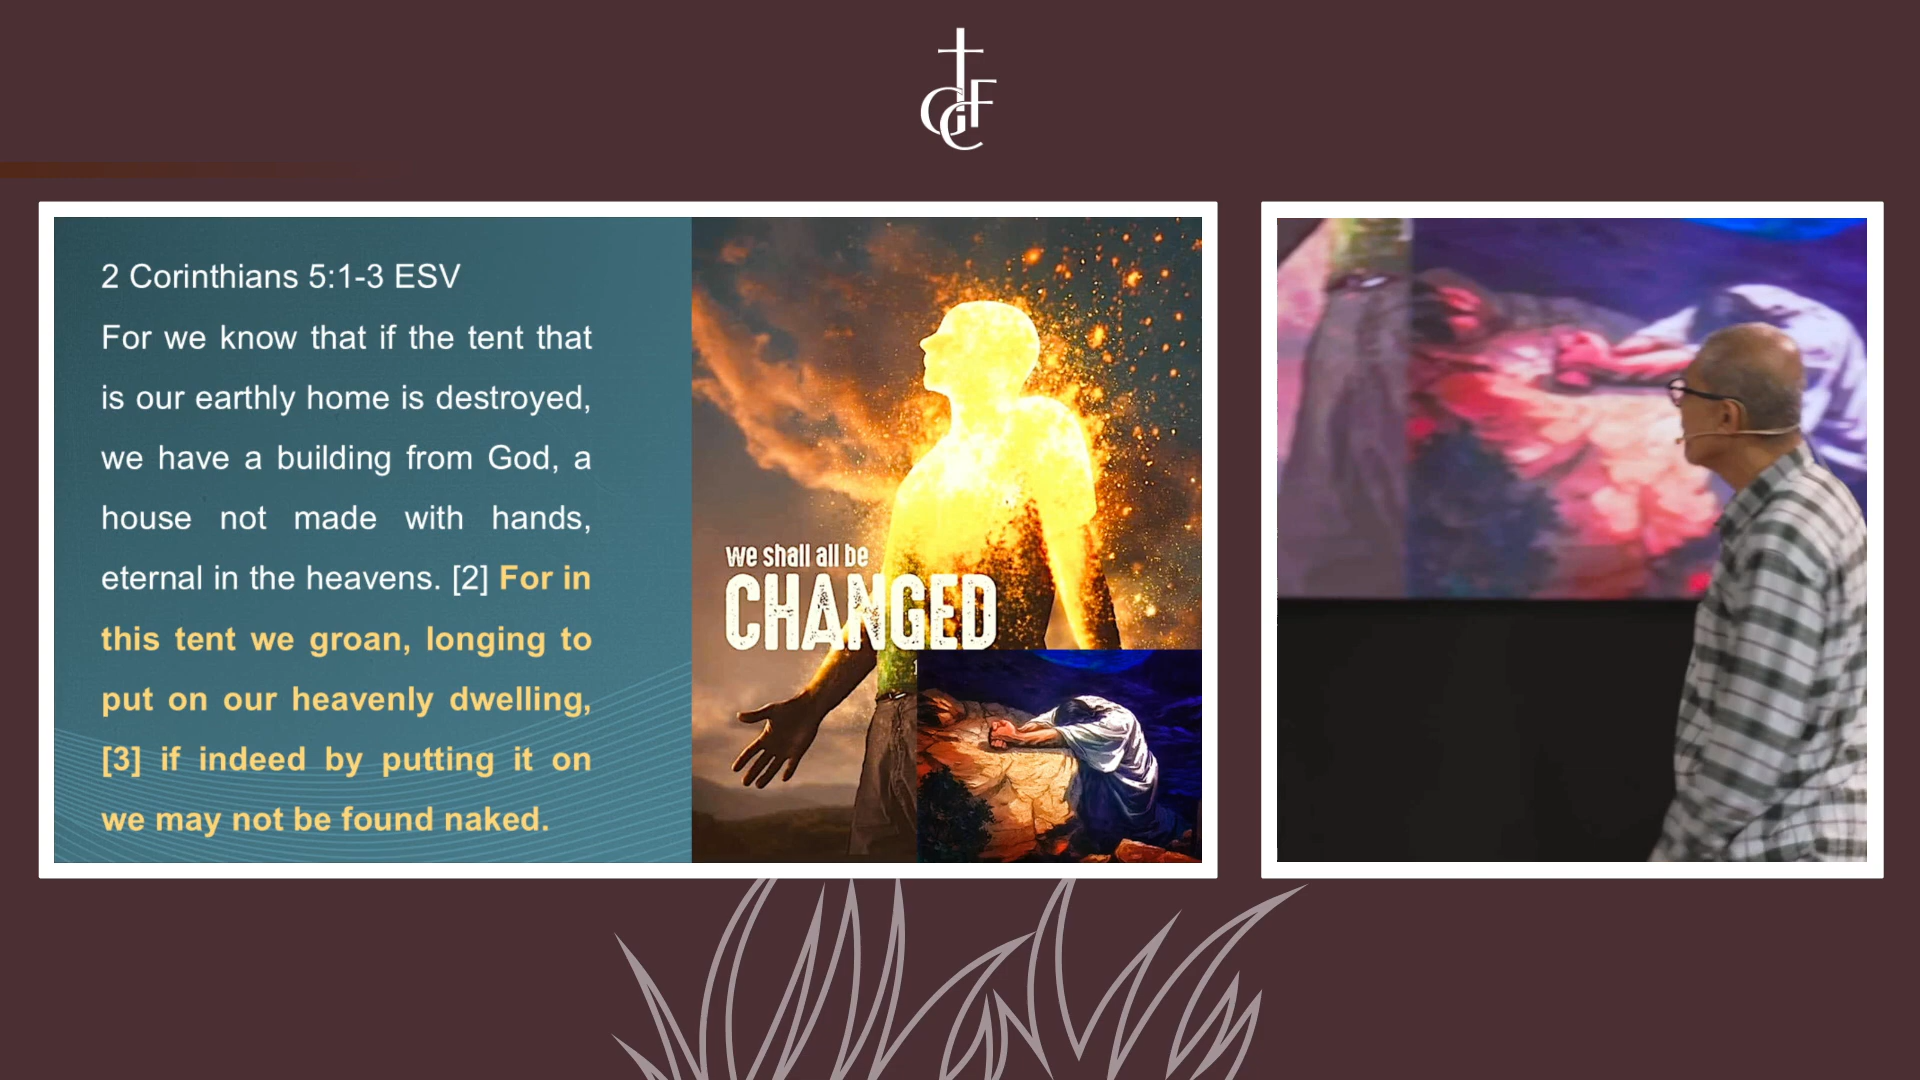 GCF
2 Corinthians 5:1-3 ESV
For we know that if the tent that
is our earthly home is destroyed,
we have a building from God, a
house not made with hands,
eternal in the heavens. [2] For in
this tent we groan, longing to
put on our heavenly dwelling,
[3] if indeed by putting it on
we may not be found naked.
we shall all be
CHANGED